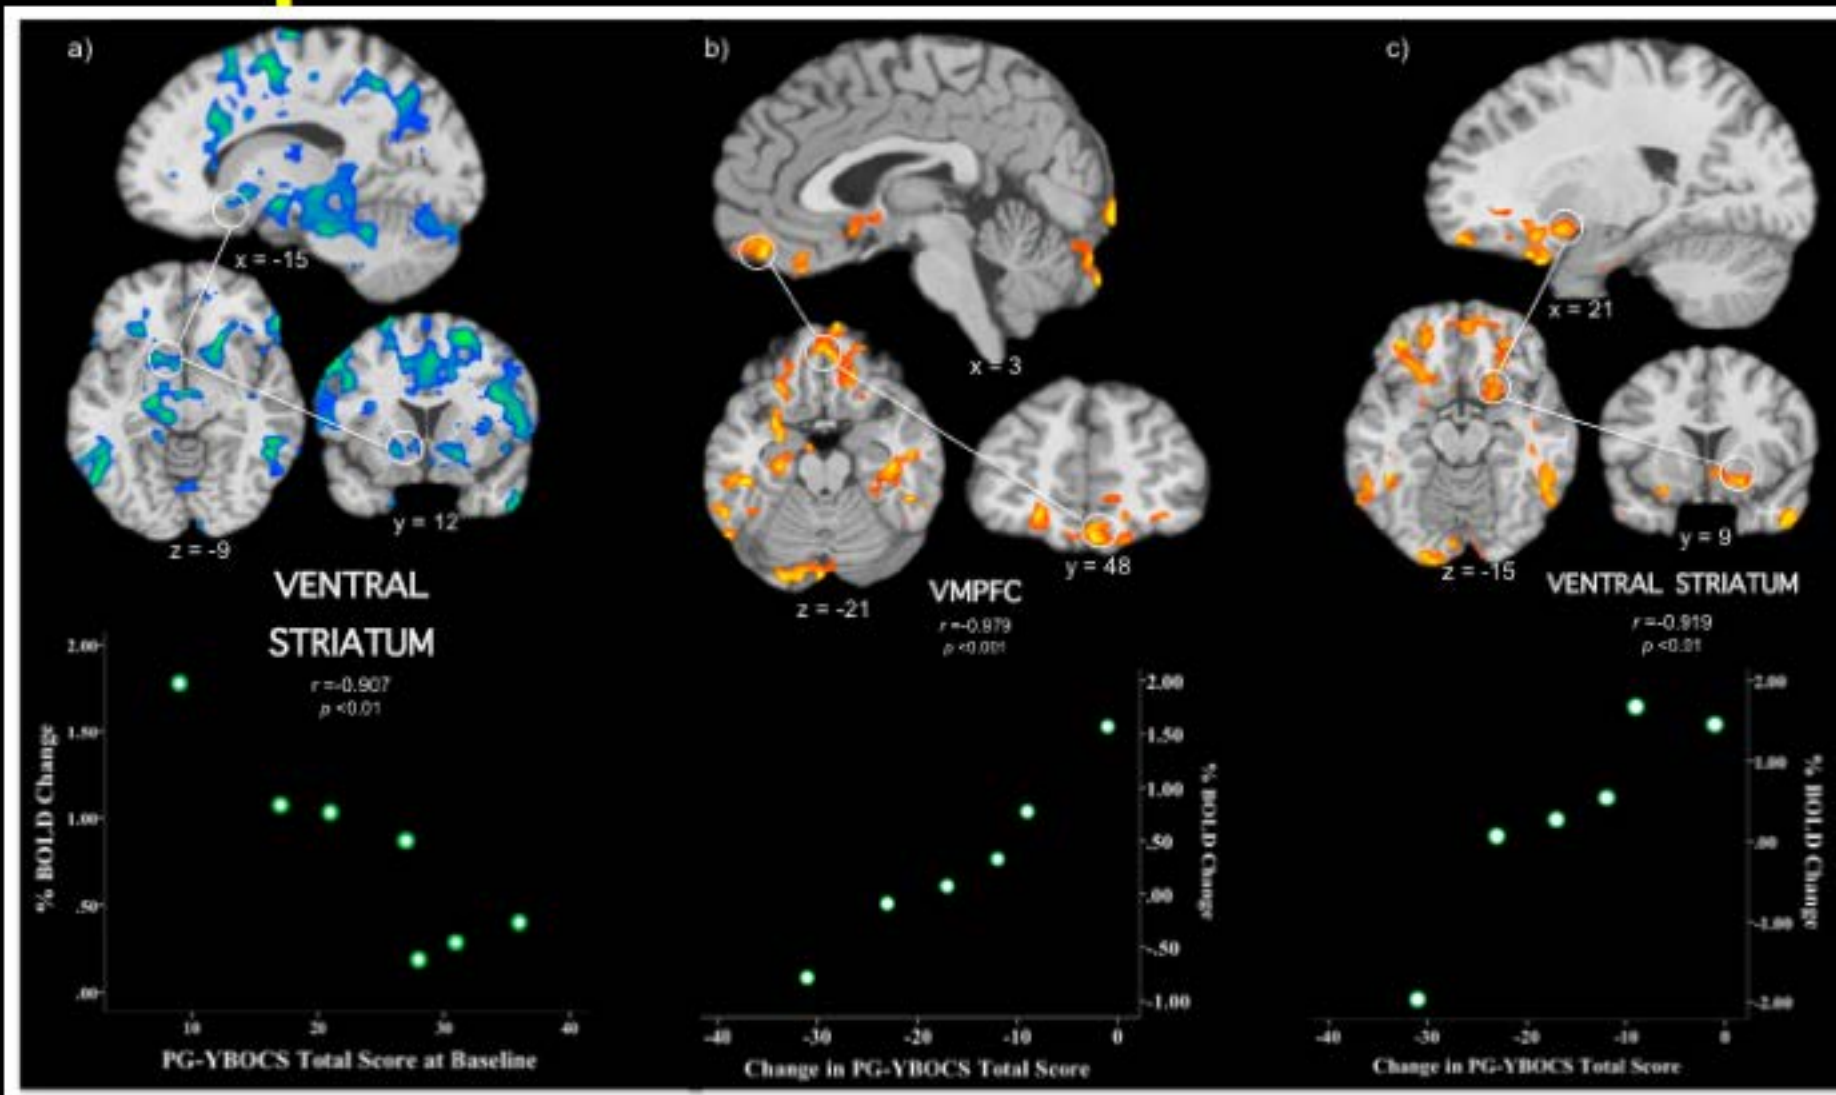 a)
x = -15
z = -9
y = 12
VENTRAL
STRIATUM
r =-0.907
p <0.01
% BOLD Change
2.00
1.50
1.00
.50
.00
10
20
30
40
PG-YBOCS Total Score at Baseline
b)
x = 3
z = -21
y = 48
VMPFC
r =-0.979
p <0.001
2.00
1.50
1.00
.50
.00
-.50
-1.00
% BOLD Change
-40
-30
-20
-10
0
Change in PG-YBOCS Total Score
c)
x = 21
z = -15
y = 9
VENTRAL STRIATUM
r =-0.919
p <0.01
2.00
1.00
.00
-1.00
-2.00
% BOLD Change
-40
-30
-20
-10
0
Change in PG-YBOCS Total Score